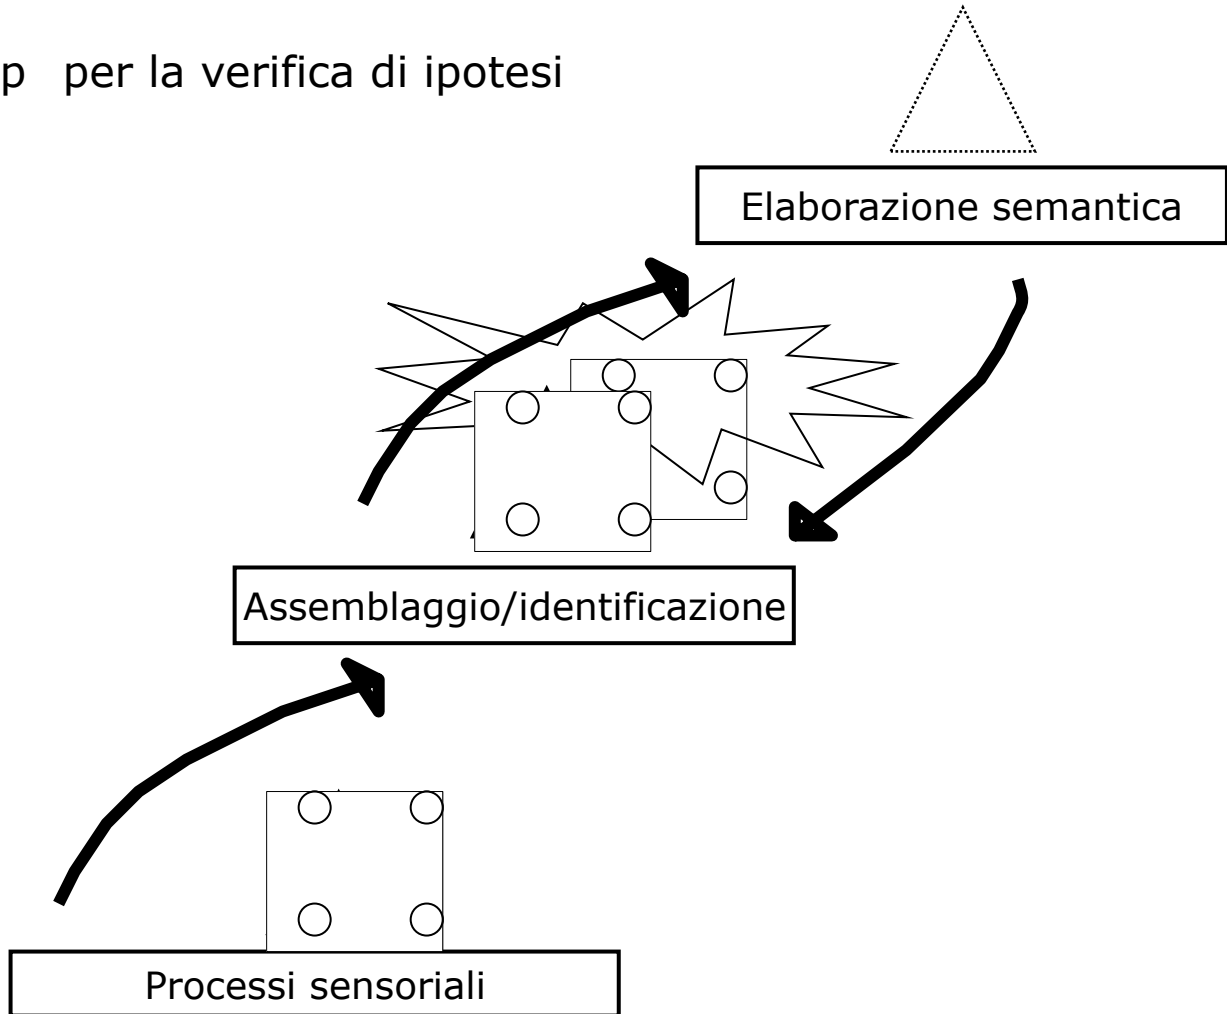 p per la verifica di ipotesi
Elaborazione semantica
Assemblaggio/identificazione
Processi sensoriali